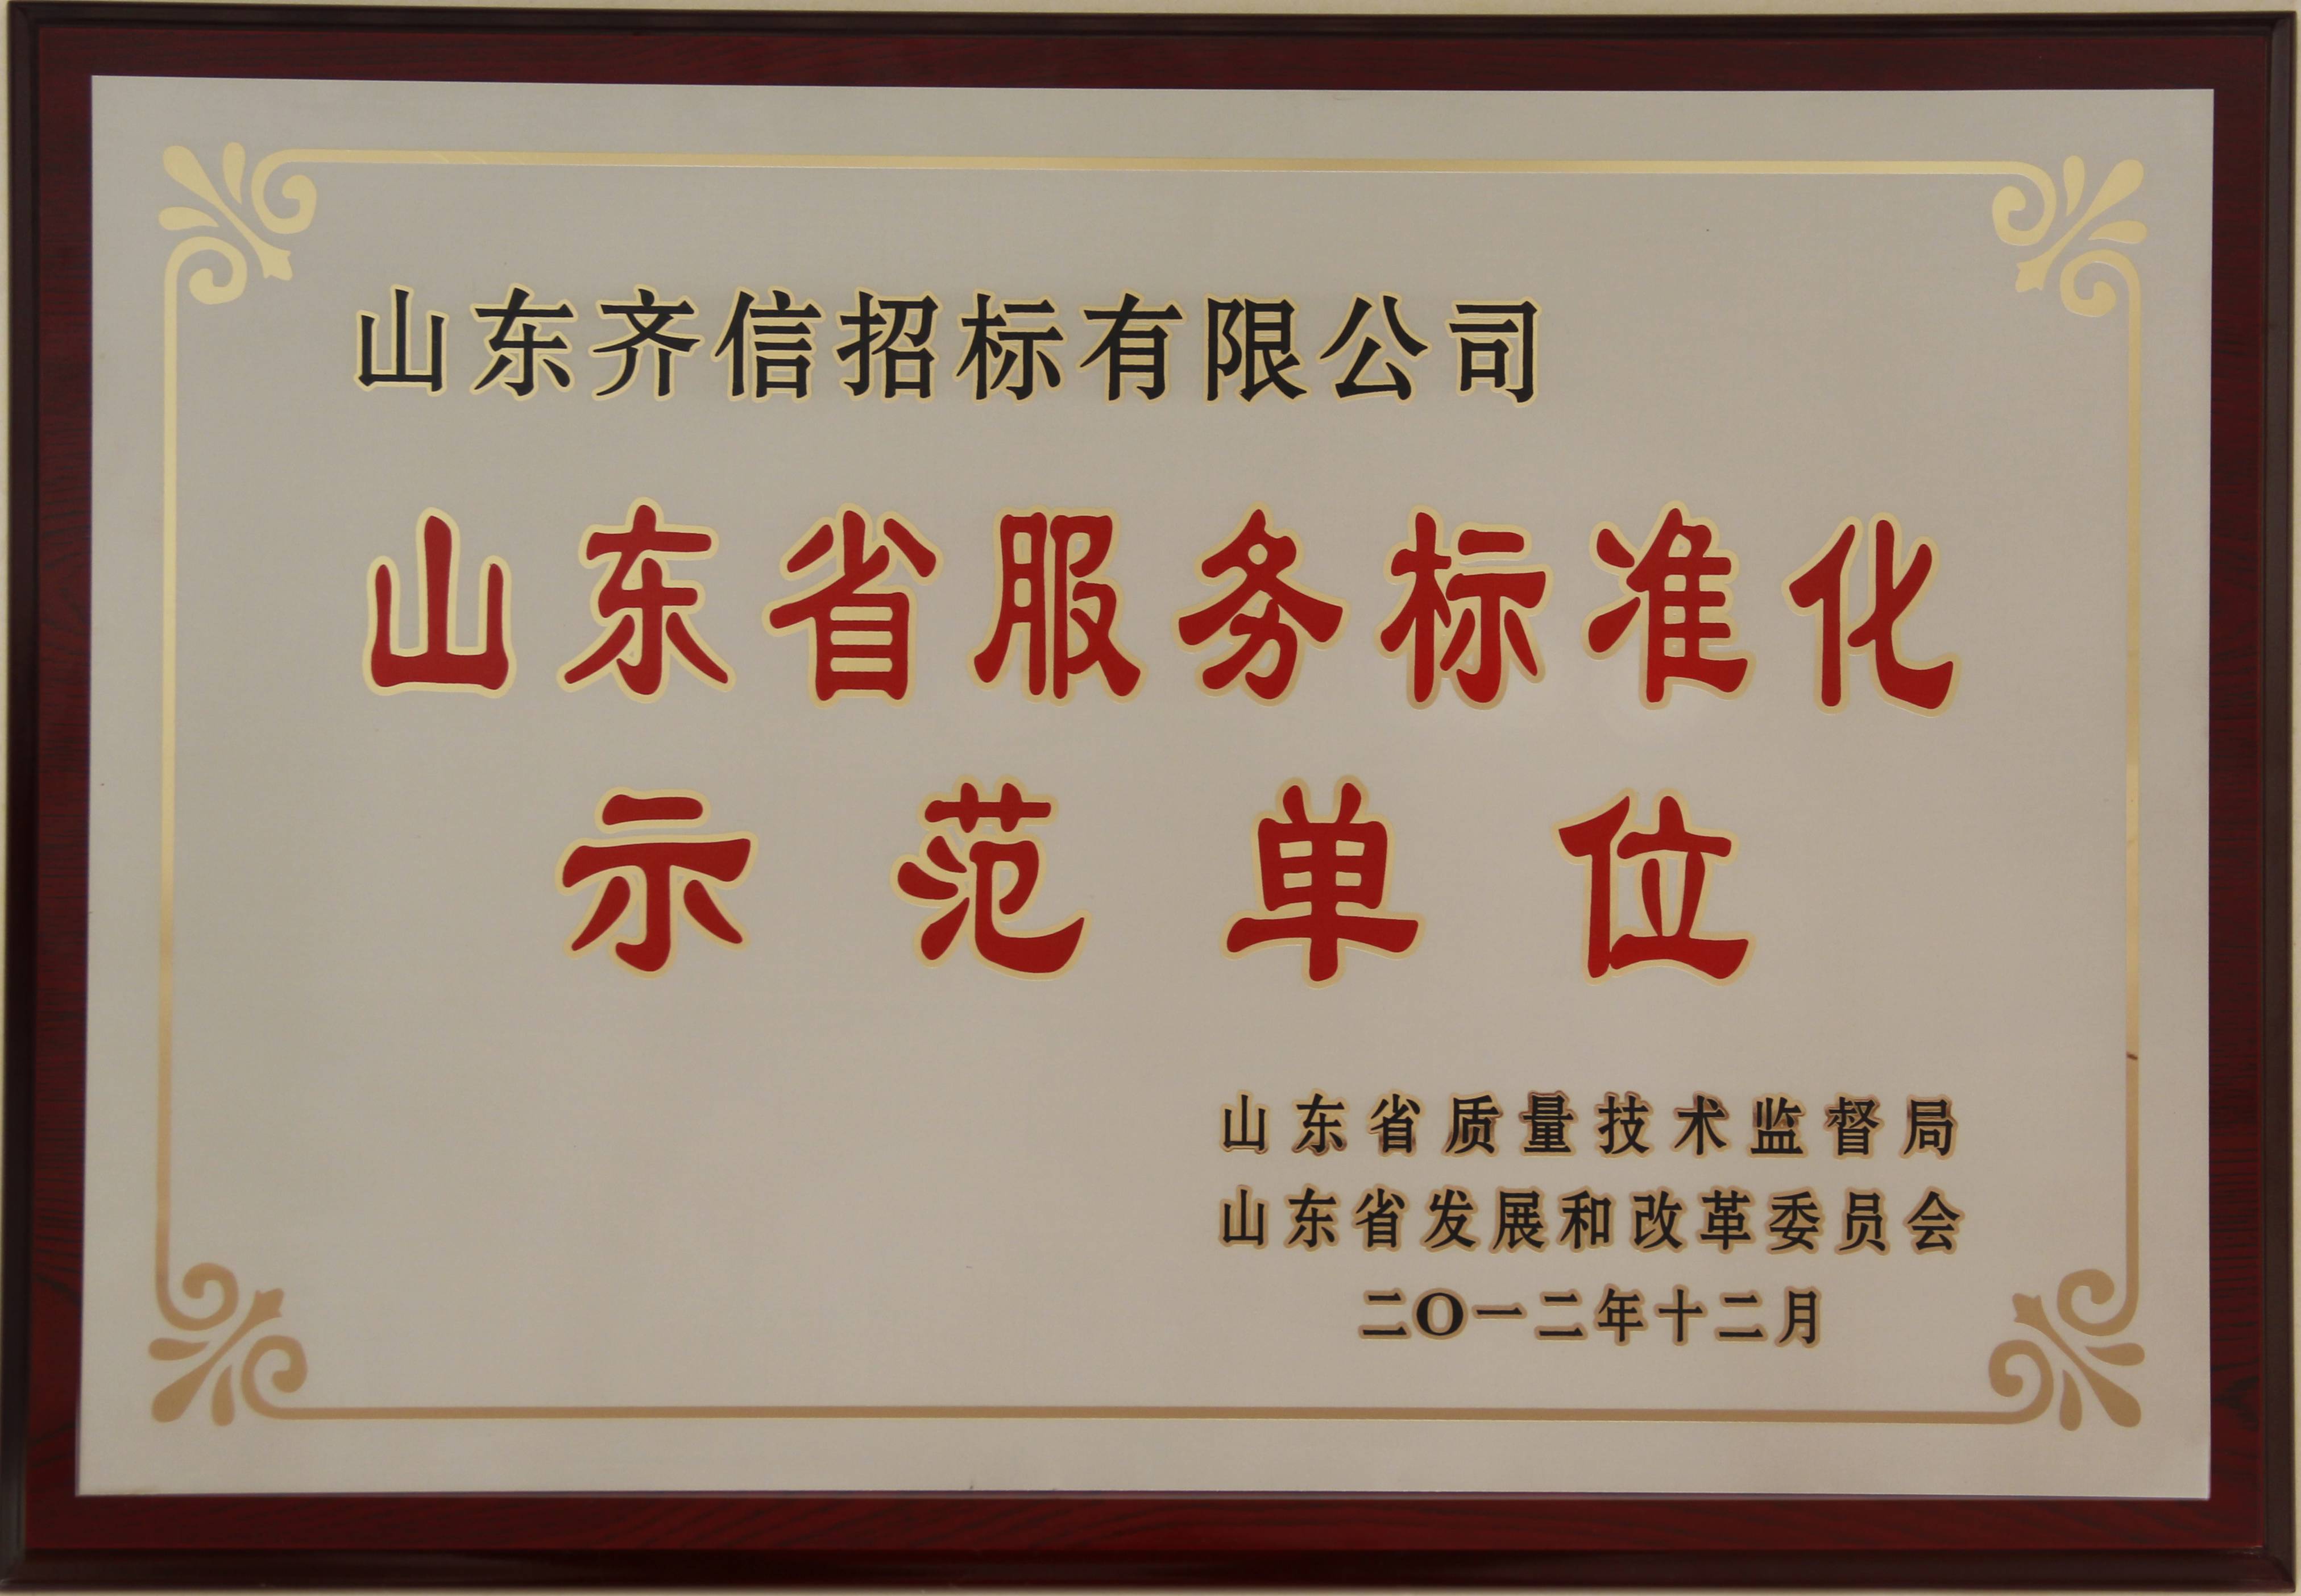 山东齐信招标有限公司
山东省服务标准化
示范单位
山东省质量技术监督局
山东省发展和改革委员会
二〇一二年十二月